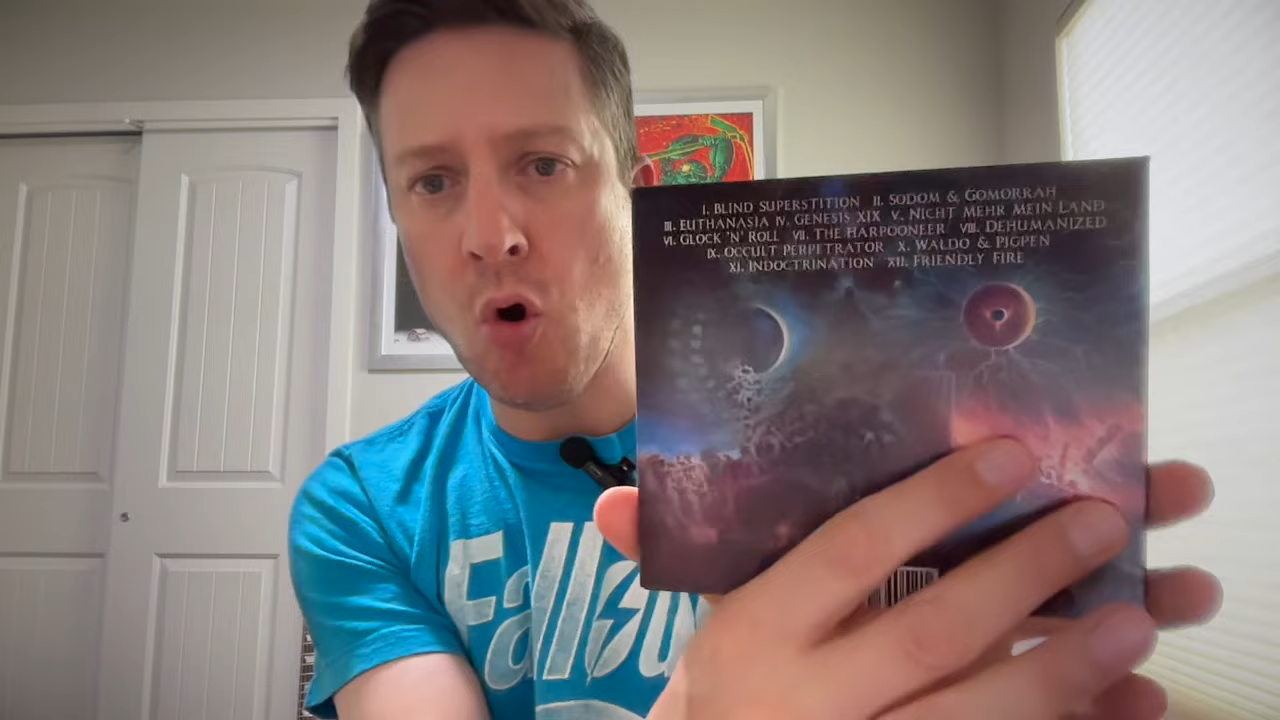 I. BLIND SUPERSTITION II. SODOM & GOMORRAH
III. EUTHANASIA IV. GENESIS XIX V. NICHT MEHR MEIN LAND
VI. GLOCK 'N' ROLL VII. THE HARPOONEER VIII. DEHUMANIZED
IX. OCCULT PERPETRATOR X. WALDO & PIGPEN
XI. INDOCTRINATION XII. FRIENDLY FIRE
Fallou